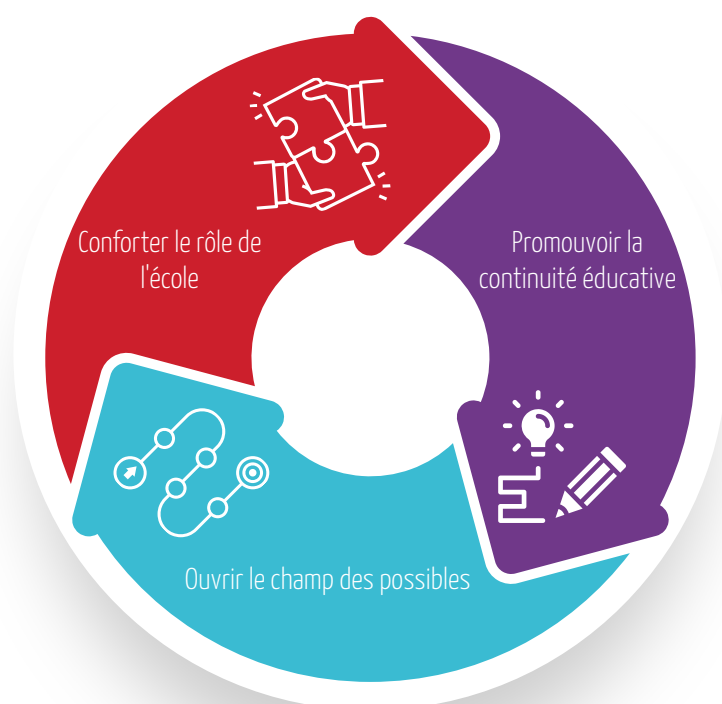 Conforter le rôle de
l'école
Promouvoir la
continuité éducative
Ouvrir le champ des possibles